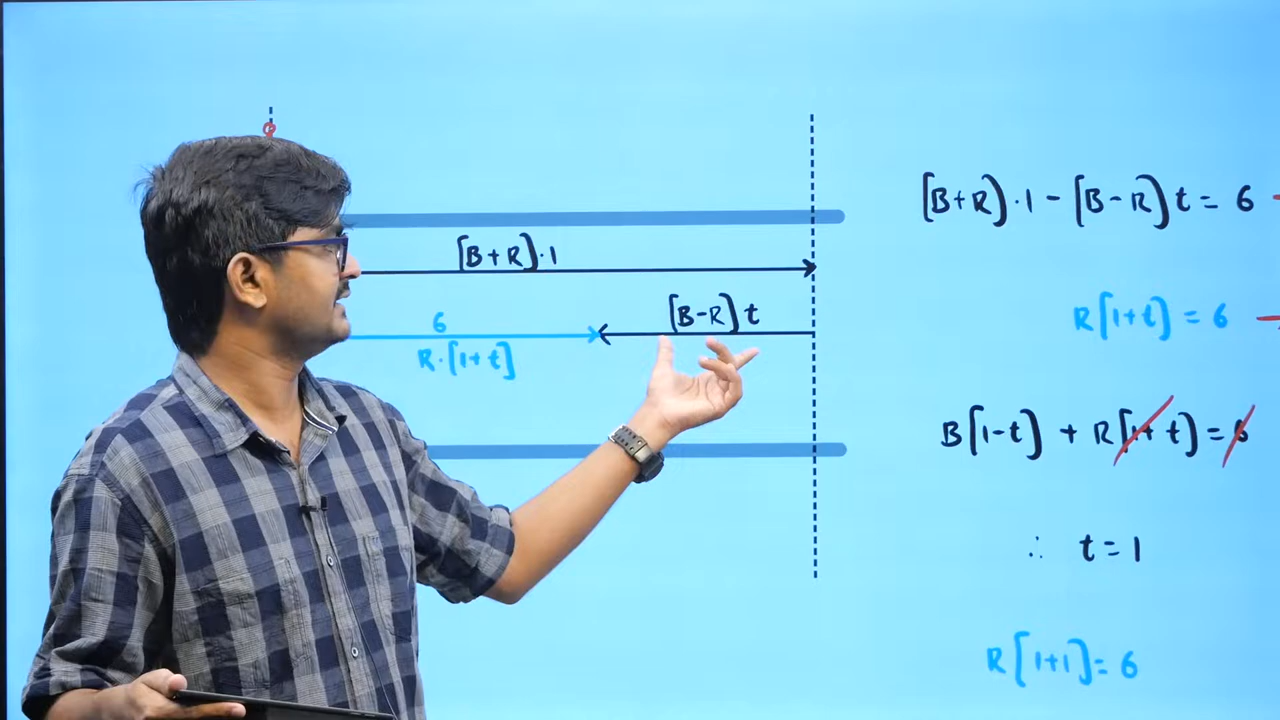 [B+R]·1
[B-R]t
6
R·[1+t]
[B+R]·1 - [B-R]t = 6
R[1+t] = 6
B[1-t] + R[1+t] = 6
∴ t = 1
R[1+1] = 6